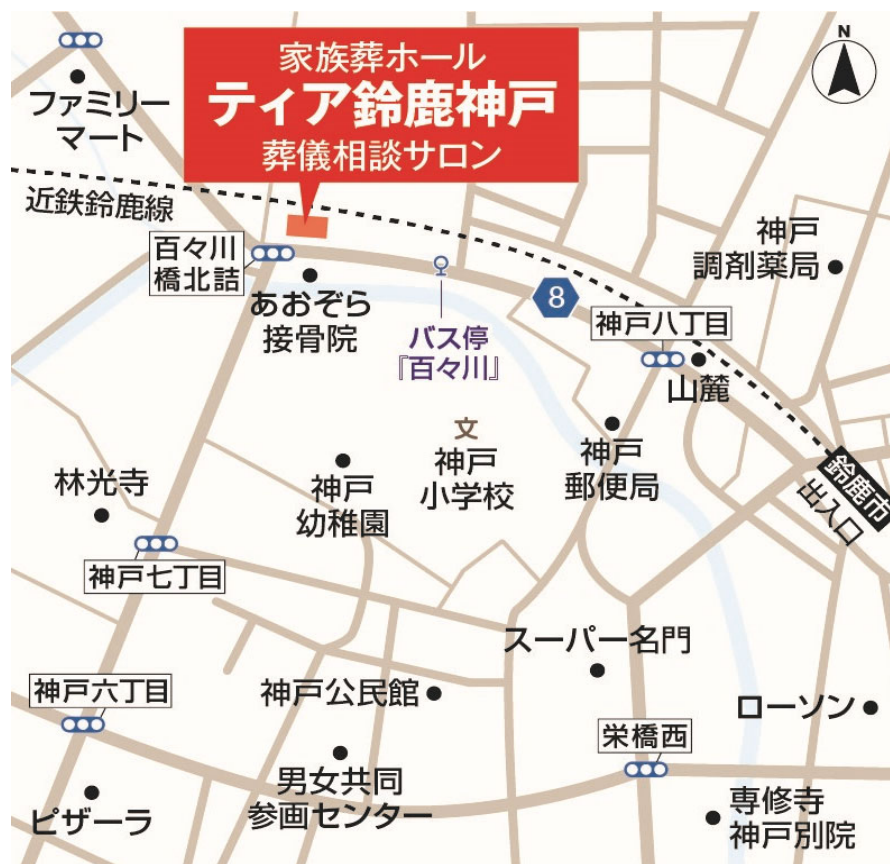 家族葬ホール
ティア鈴鹿神戸
葬儀相談サロン
N
ファミリー
マート
近鉄鈴鹿線
百々川
橋北詰
あおぞら
接骨院
バス停
『百々川』
8
神戸
調剤薬局
神戸八丁目
山麓
文
神戸
小学校
神戸
郵便局
鈴鹿市
出入口
林光寺
神戸
幼稚園
神戸七丁目
スーパー名門
神戸六丁目
神戸公民館
ローソン
栄橋西
男女共同
参画センター
ピザーラ
専修寺
神戸別院